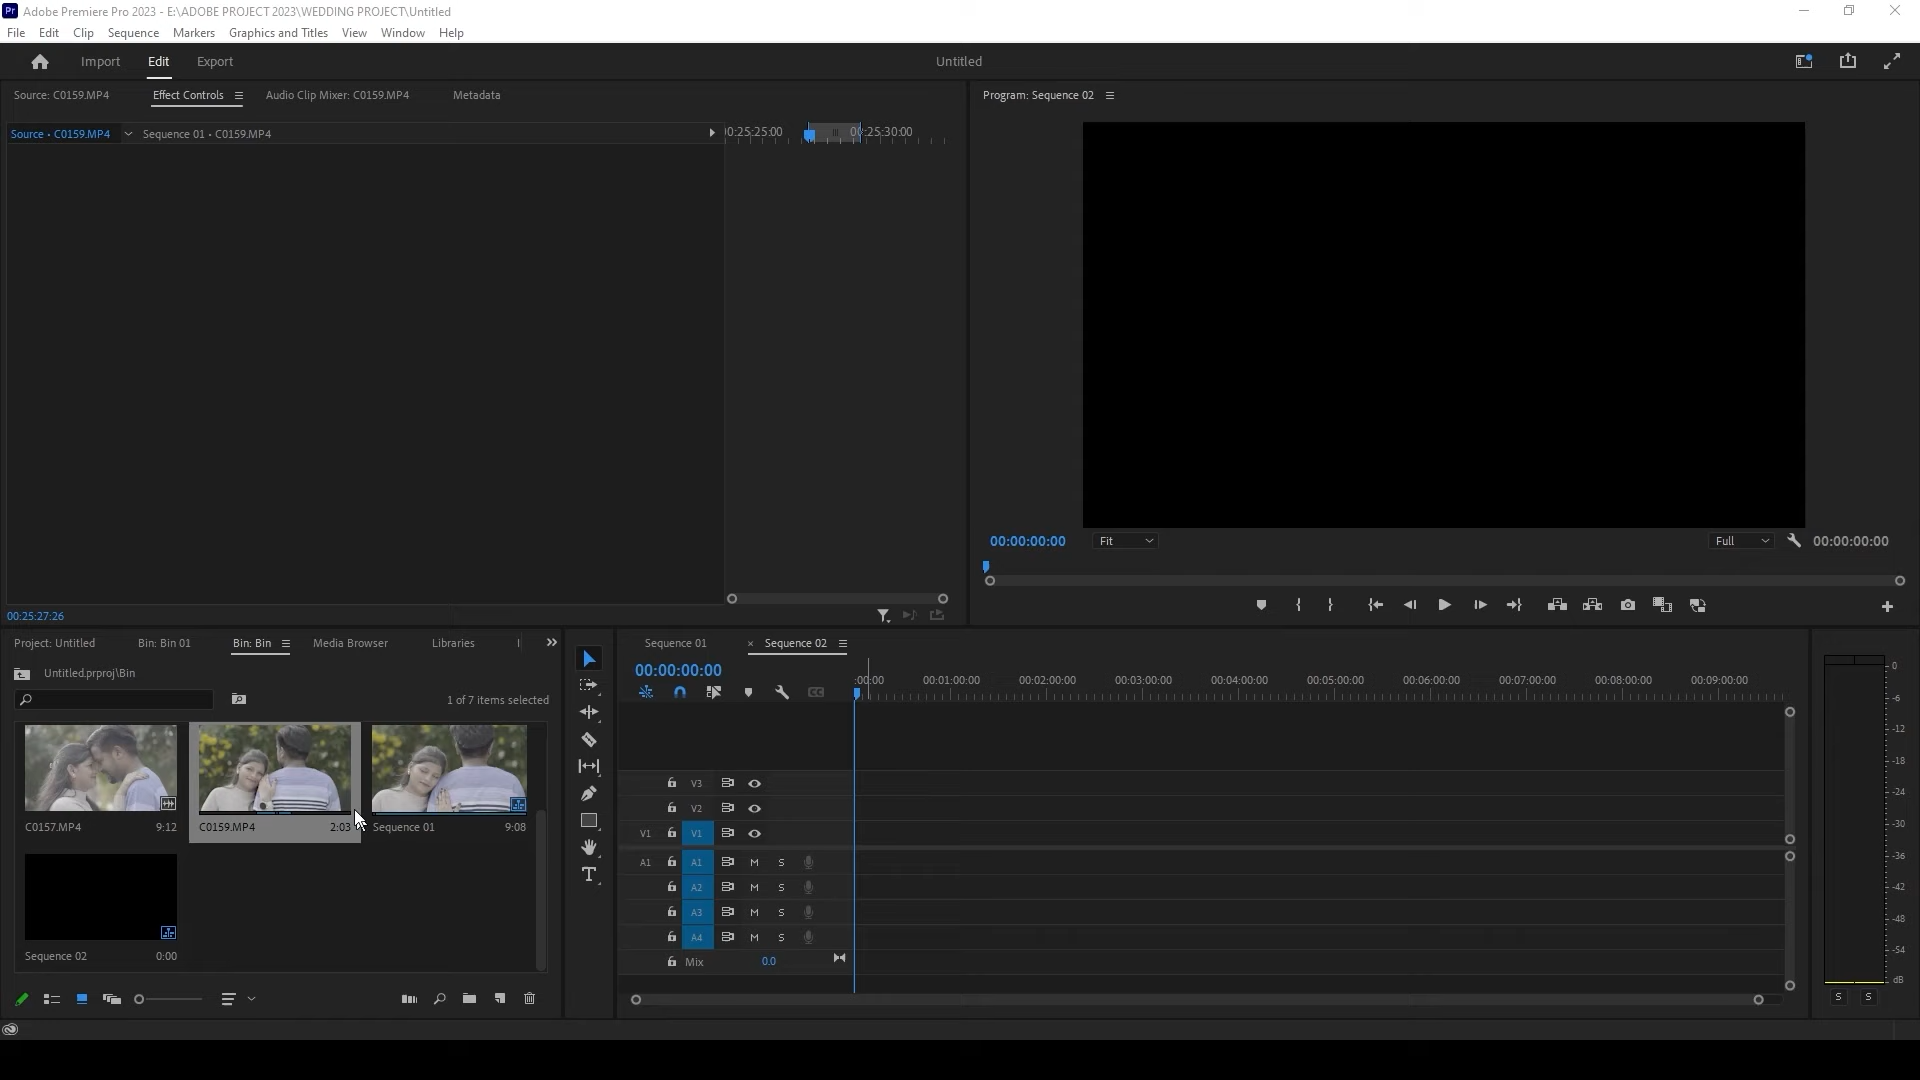 Pr Adobe Premiere Pro 2023 - E:\ADOBE PROJECT 2023\WEDDING PROJECT\Untitled
File Edit Clip Sequence Markers Graphics and Titles View Window Help
Import Edit Export Untitled
Source: C0159.MP4 Effect Controls Audio Clip Mixer: C0159.MP4 Metadata Program: Sequence 02
Source • C0159.MP4 Sequence 01 • C0159.MP4 00:25:25:00 00:25:30:00
00:00:00:00 Fit Full 00:00:00:00
00:25:27:26
Project: Untitled Bin: Bin 01 Bin: Bin Media Browser Libraries Sequence 01 × Sequence 02
Untitled.prproj\Bin 00:00:00:00
:00:00 00:01:00:00 00:02:00:00 00:03:00:00 00:04:00:00 00:05:00:00 00:06:00:00 00:07:00:00 00:08:00:00 00:09:00:00
1 of 7 items selected
C0157.MP4 9:12 C0159.MP4 2:03 Sequence 01 9:08
Sequence 02 0:00
V3
V2
V1 V1
A1 A1 M S
A2 M S
A3 M S
A4 M S
Mix 0.0
T
0
-6
-12
-18
-24
-30
-36
-42
-48
-54
dB
S S